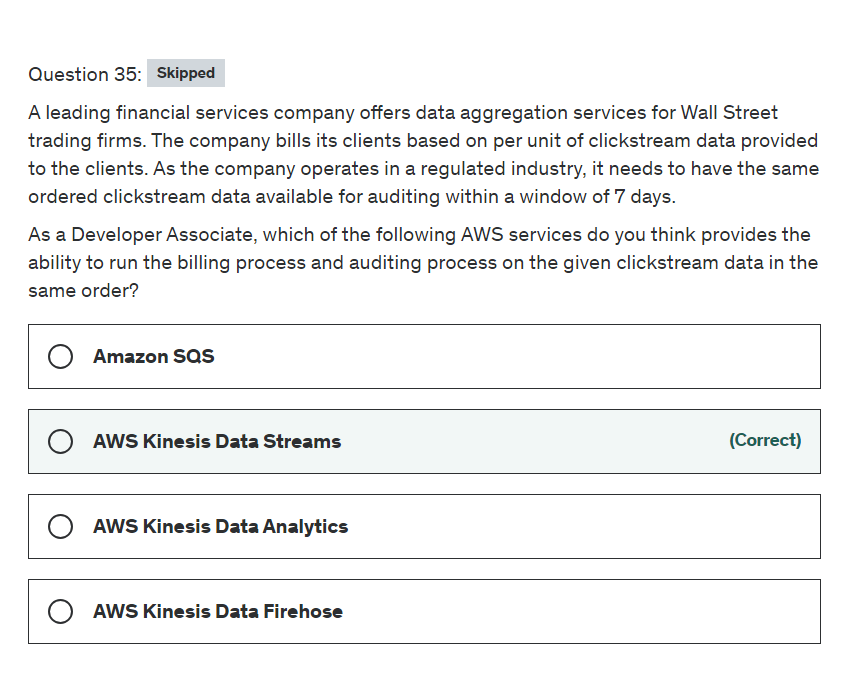 Question 35: Skipped
A leading financial services company offers data aggregation services for Wall Street
trading firms. The company bills its clients based on per unit of clickstream data provided
to the clients. As the company operates in a regulated industry, it needs to have the same
ordered clickstream data available for auditing within a window of 7 days.
As a Developer Associate, which of the following AWS services do you think provides the
ability to run the billing process and auditing process on the given clickstream data in the
same order?
Amazon SQS
AWS Kinesis Data Streams (Correct)
AWS Kinesis Data Analytics
AWS Kinesis Data Firehose